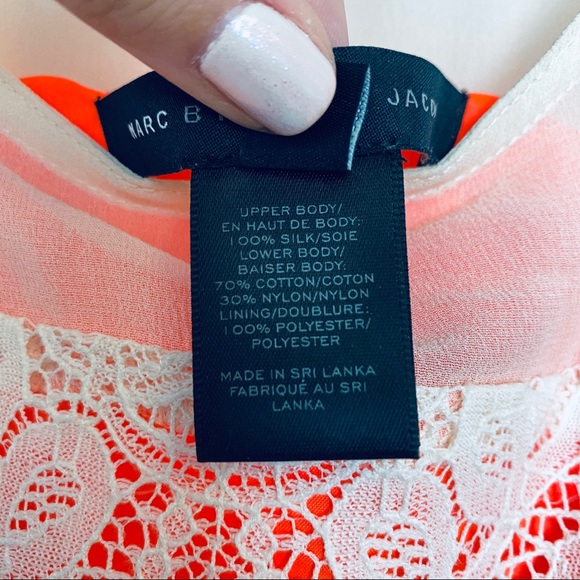 MARC B JACO
UPPER BODY/
EN HAUT DE BODY:
100% SILK/SOIE
LOWER BODY/
BAISER BODY:
70% COTTON/COTON
30% NYLON/NYLON
LINING/DOUBLURE:
100% POLYESTER/
POLYESTER
MADE IN SRI LANKA
FABRIQUÉ AU SRI
LANKA